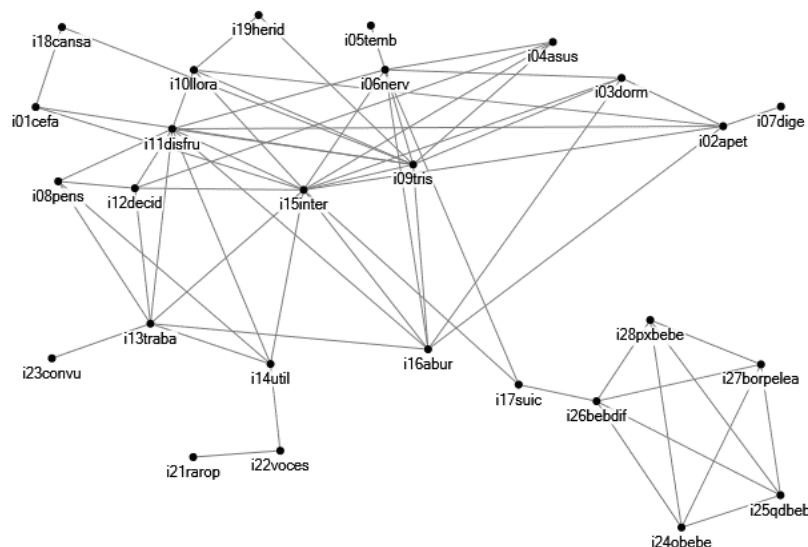 i19herid
i18cansa
i05temb
i04asus
i10llora
i06nerv
i03dorm
i01cefa
i07dige
i11disfru
i02apet
i09tris
i08pens
i12decid
i15inter
i13traba
i28pxbebe
i23convu
i16abur
i14util
i27borpelea
i17suic
i26bebdif
i21rarop
i22voces
i25qdbeb
i24obebe